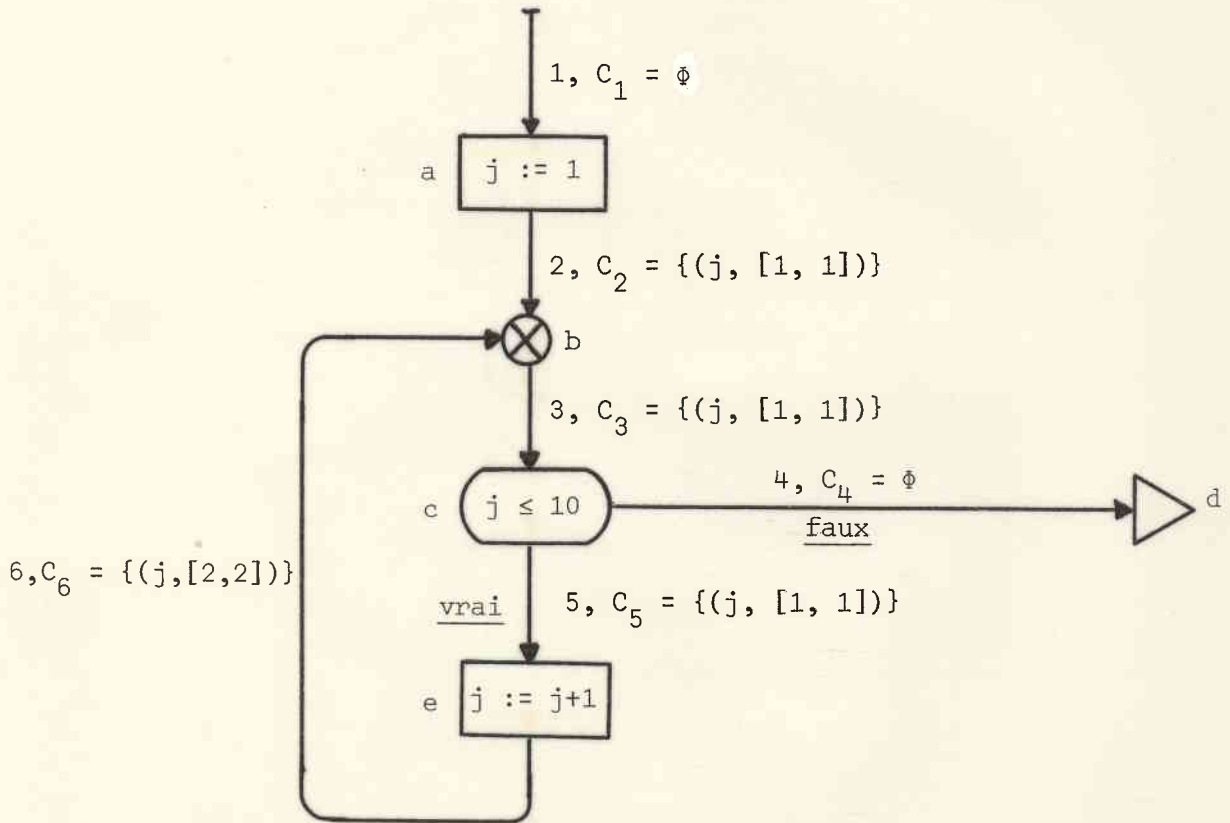 1, C₁ = Φ
a
j := 1
2, C₂ = {(j, [1, 1])}
b
3, C₃ = {(j, [1, 1])}
c
j ≤ 10
4, C₄ = Φ
faux
d
6,C₆ = {(j,[2,2])}
vrai
5, C₅ = {(j, [1, 1])}
e
j := j+1